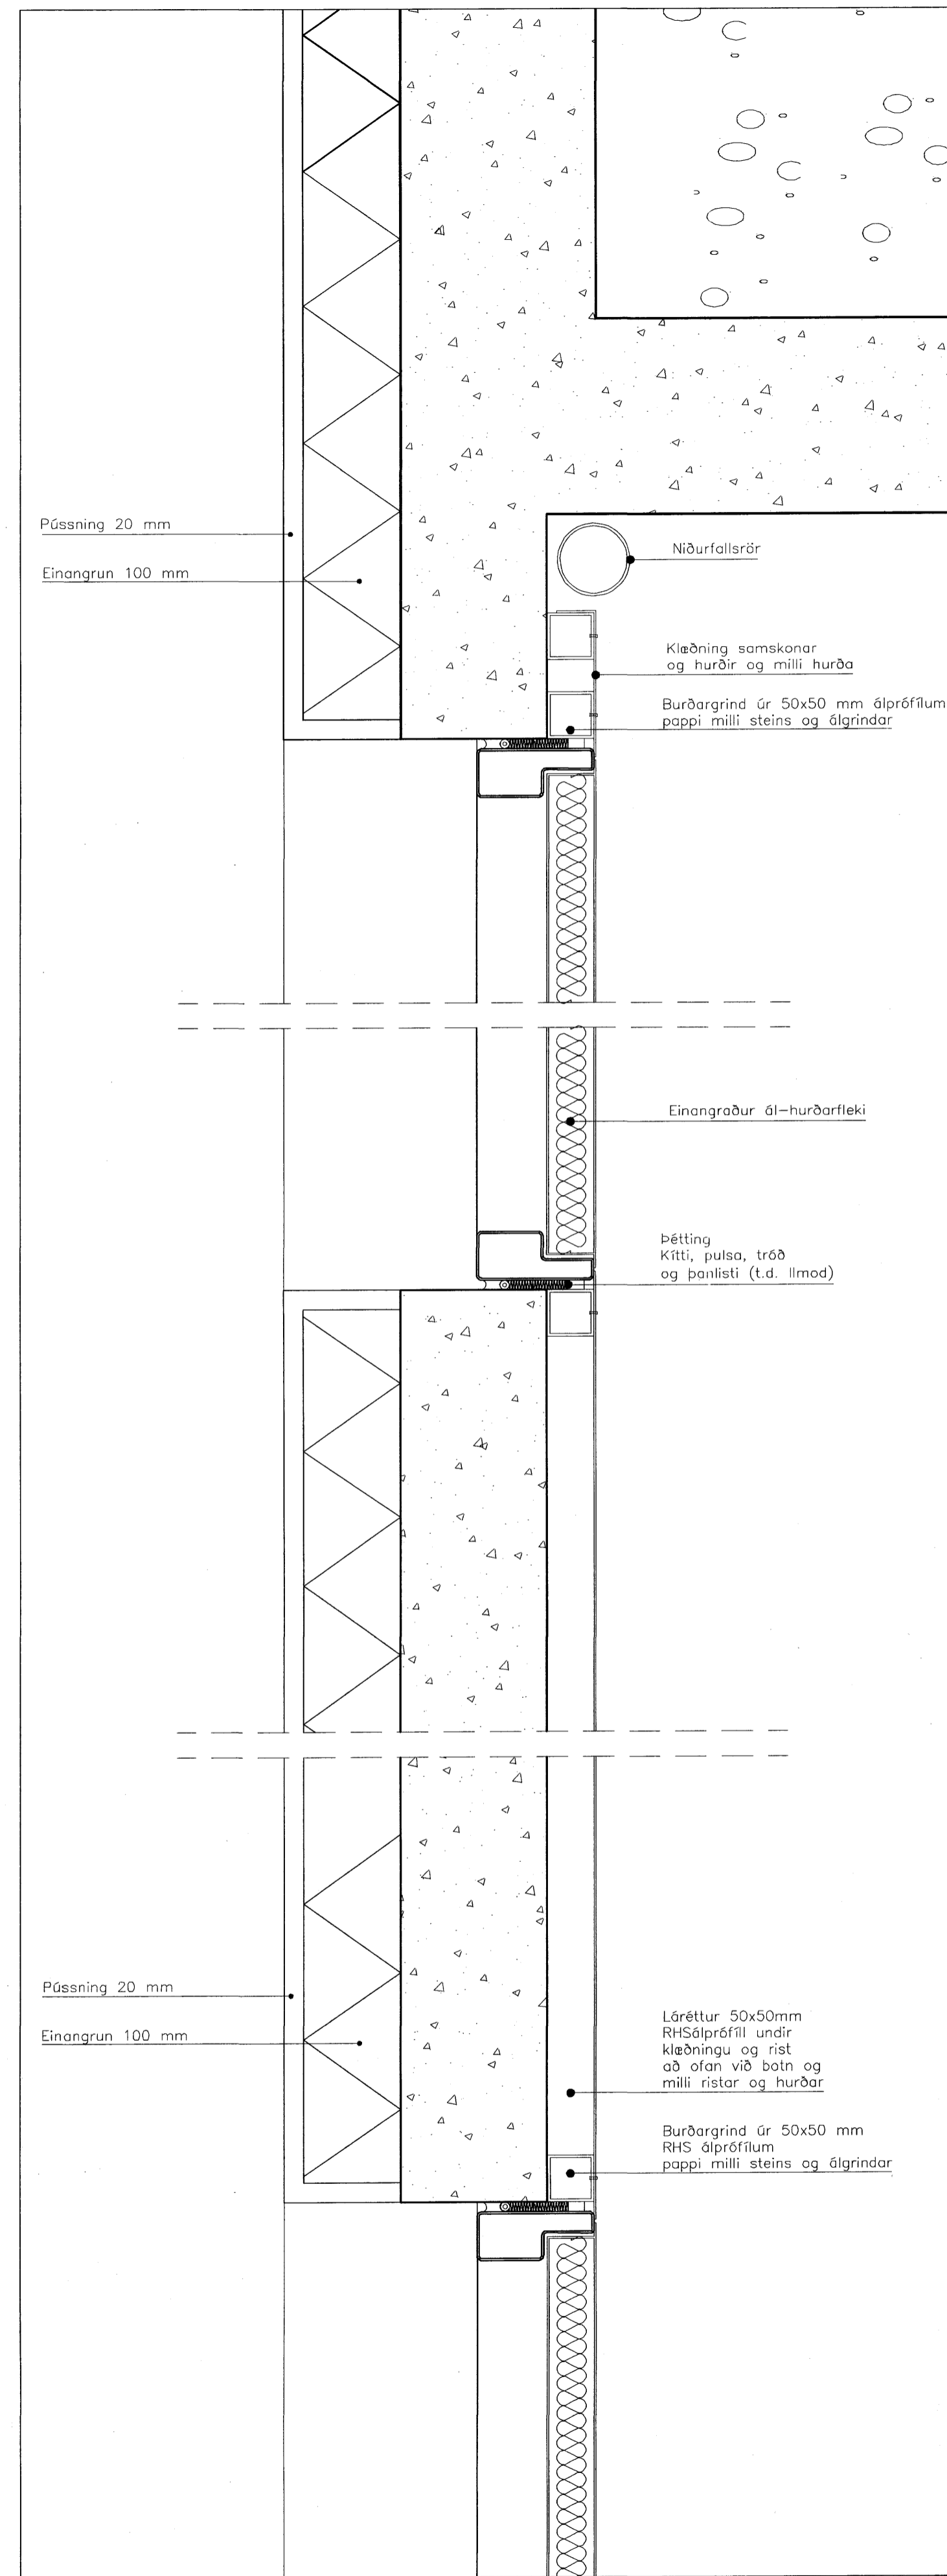 Pússning 20 mm
Einangrun 100 mm
Niðurfallsrör
Klæðning samskonar
og hurðir og milli hurða
Burðargrind úr 50x50 mm álprófílum
pappi milli steins og álgrindar
Einangraður ál-hurðarfleki
Þétting
Kítti, pulsa, tróð
og þanlisti (t.d. Ilmod)
Pússning 20 mm
Einangrun 100 mm
Láréttur 50x50mm
RHSálprófíll undir
klæðningu og rist
að ofan við botn og
milli ristar og hurðar
Burðargrind úr 50x50 mm
RHS álprófílum
pappi milli steins og álgrindar